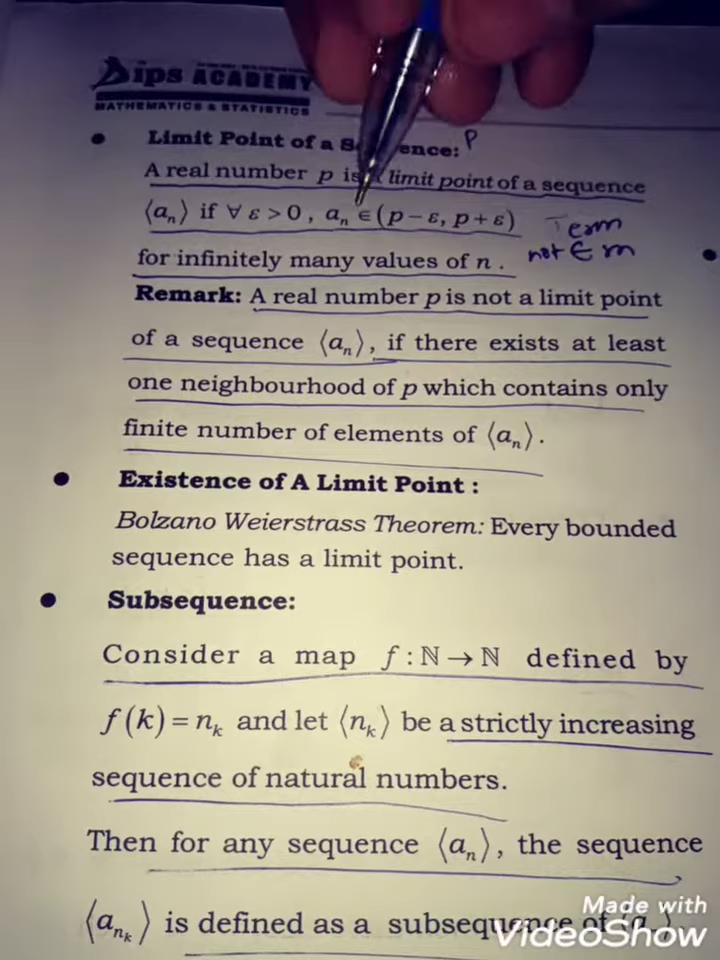 Dips ACADEMY
MATHEMATICS & STATISTICS
P
• Limit Point of a
A real number p is a limit point of a sequence
⟨aₙ⟩ if ∀ ε > 0, aₙ ∈ (p − ε, p + ε) Term
for infinitely many values of n. not ∈ m
Remark: A real number p is not a limit point
of a sequence ⟨aₙ⟩, if there exists at least
one neighbourhood of p which contains only
finite number of elements of ⟨aₙ⟩.
• Existence of A Limit Point :
Bolzano Weierstrass Theorem: Every bounded
sequence has a limit point.
• Subsequence:
Consider a map f : ℕ → ℕ defined by
f(k) = nₖ and let ⟨nₖ⟩ be a strictly increasing
sequence of natural numbers.
Then for any sequence ⟨aₙ⟩, the sequence
⟨aₙₖ⟩ is defined as a subsequence of
Made with
VideoShow